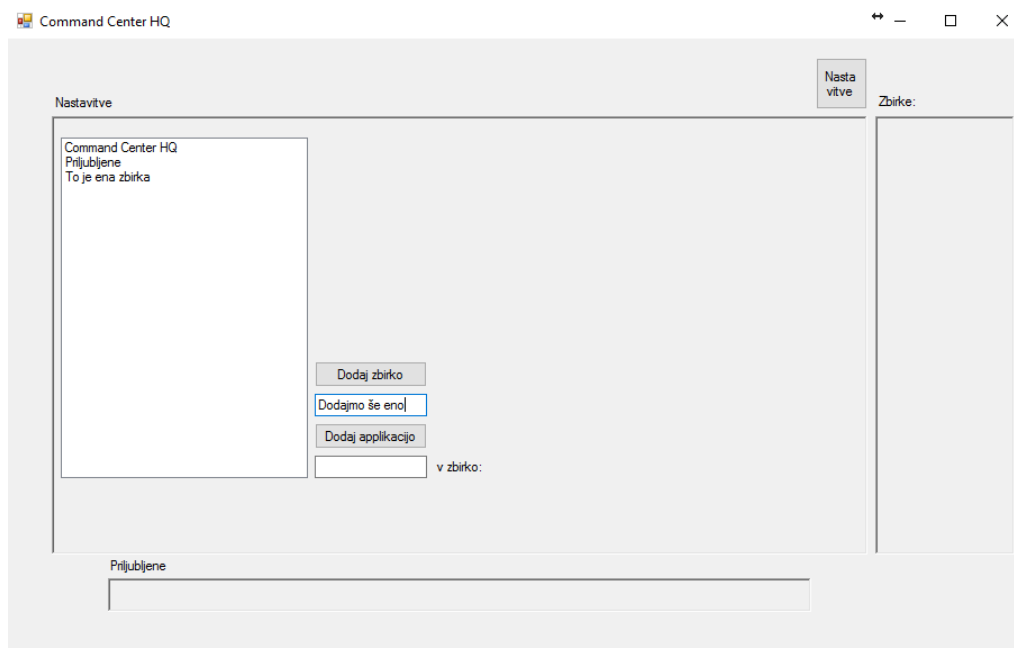 Command Center HQ
Nasta
vitve
Nastavitve
Zbirke:
Command Center HQ
Priljubljene
To je ena zbirka
Dodaj zbirko
Dodajmo še eno
Dodaj applikacijo
v zbirko:
Priljubljene